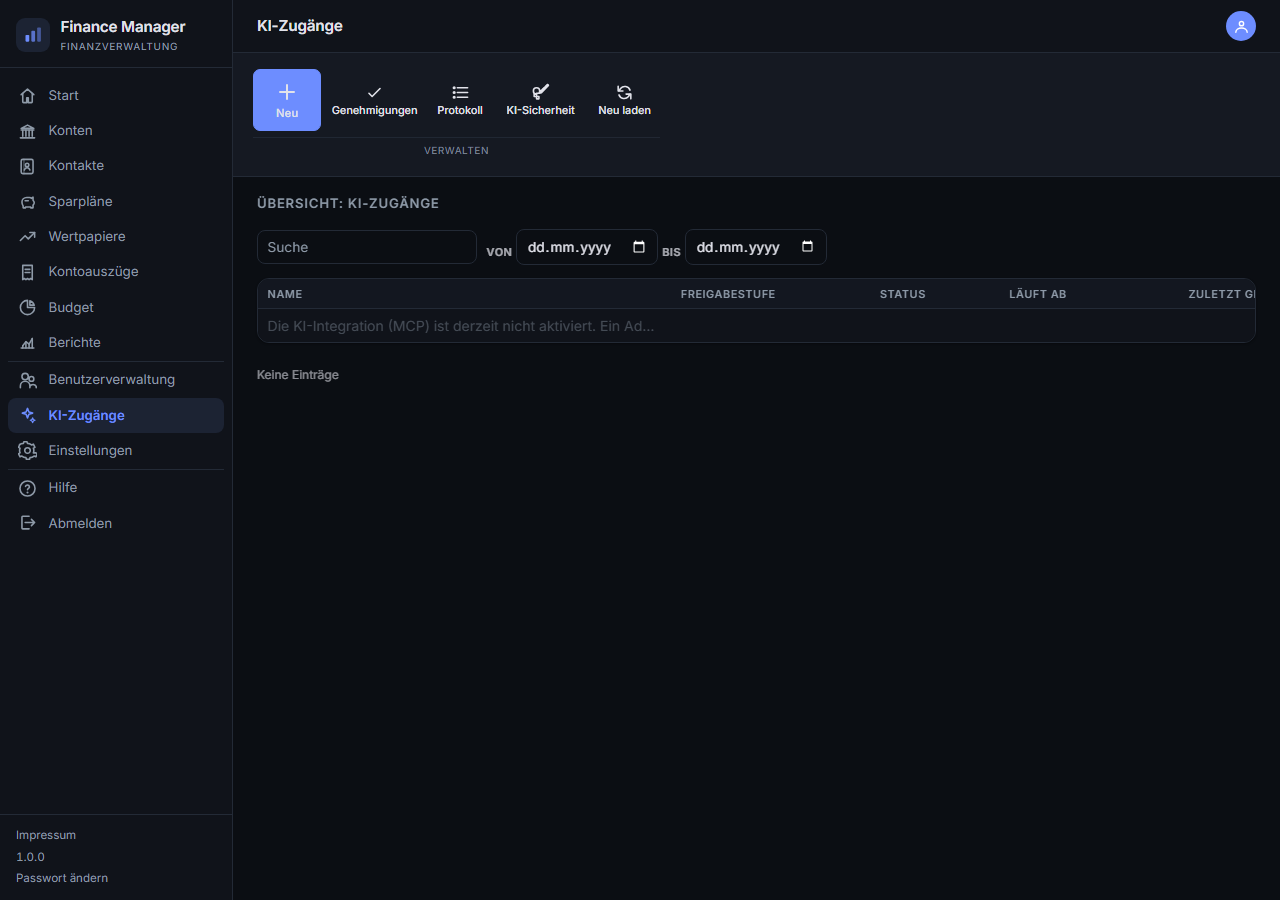 Finance Manager
FINANZVERWALTUNG
Start
Konten
Kontakte
Sparpläne
Wertpapiere
Kontoauszüge
Budget
Berichte
Benutzerverwaltung
KI-Zugänge
Einstellungen
Hilfe
Abmelden
Impressum
1.0.0
Passwort ändern
KI-Zugänge
Neu Genehmigungen Protokoll KI-Sicherheit Neu laden
VERWALTEN
ÜBERSICHT: KI-ZUGÄNGE
Suche VON dd.mm.yyyy BIS dd.mm.yyyy
NAME FREIGABESTUFE STATUS LÄUFT AB ZULETZT
Die KI-Integration (MCP) ist derzeit nicht aktiviert. Ein Ad...
Keine Einträge